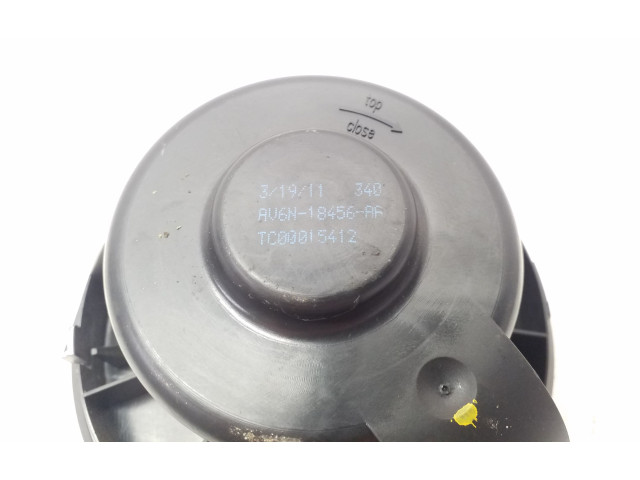 top
close
3/19/11 340
AV6N-18456-AA
TC00015412